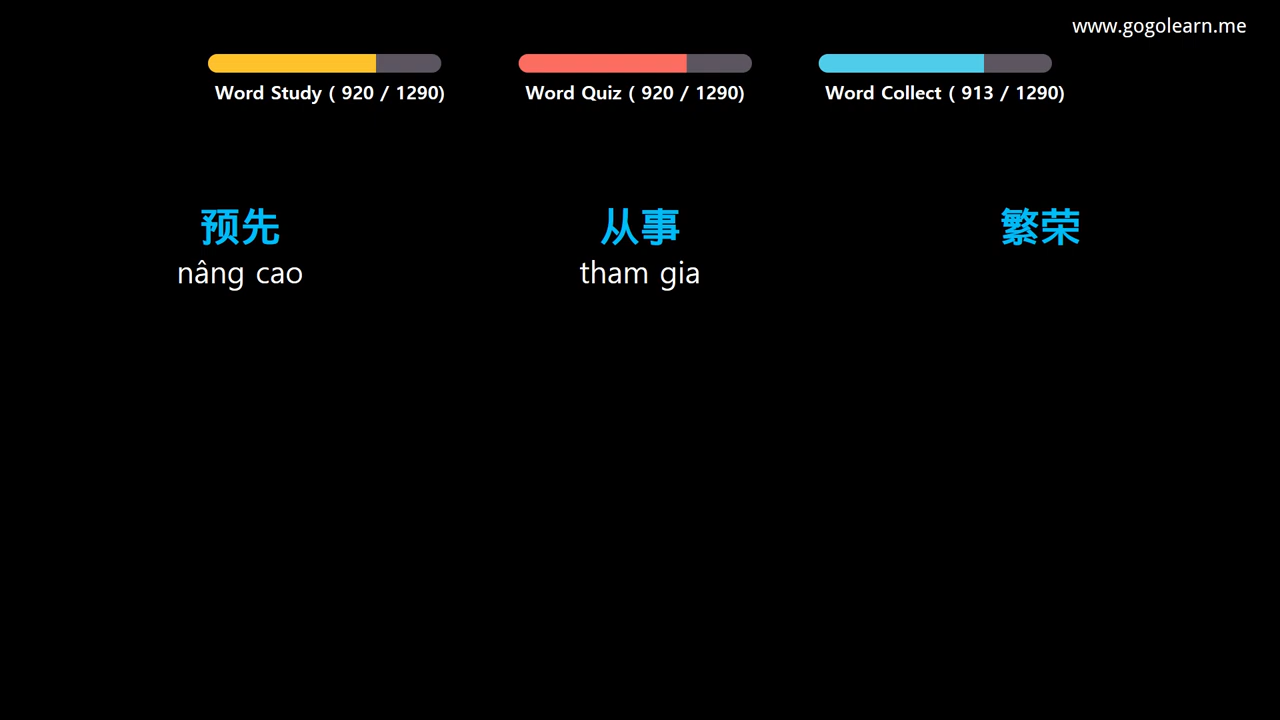 www.gogolearn.me
Word Study ( 920 / 1290)
Word Quiz ( 920 / 1290)
Word Collect ( 913 / 1290)
预先
nâng cao
从事
tham gia
繁荣